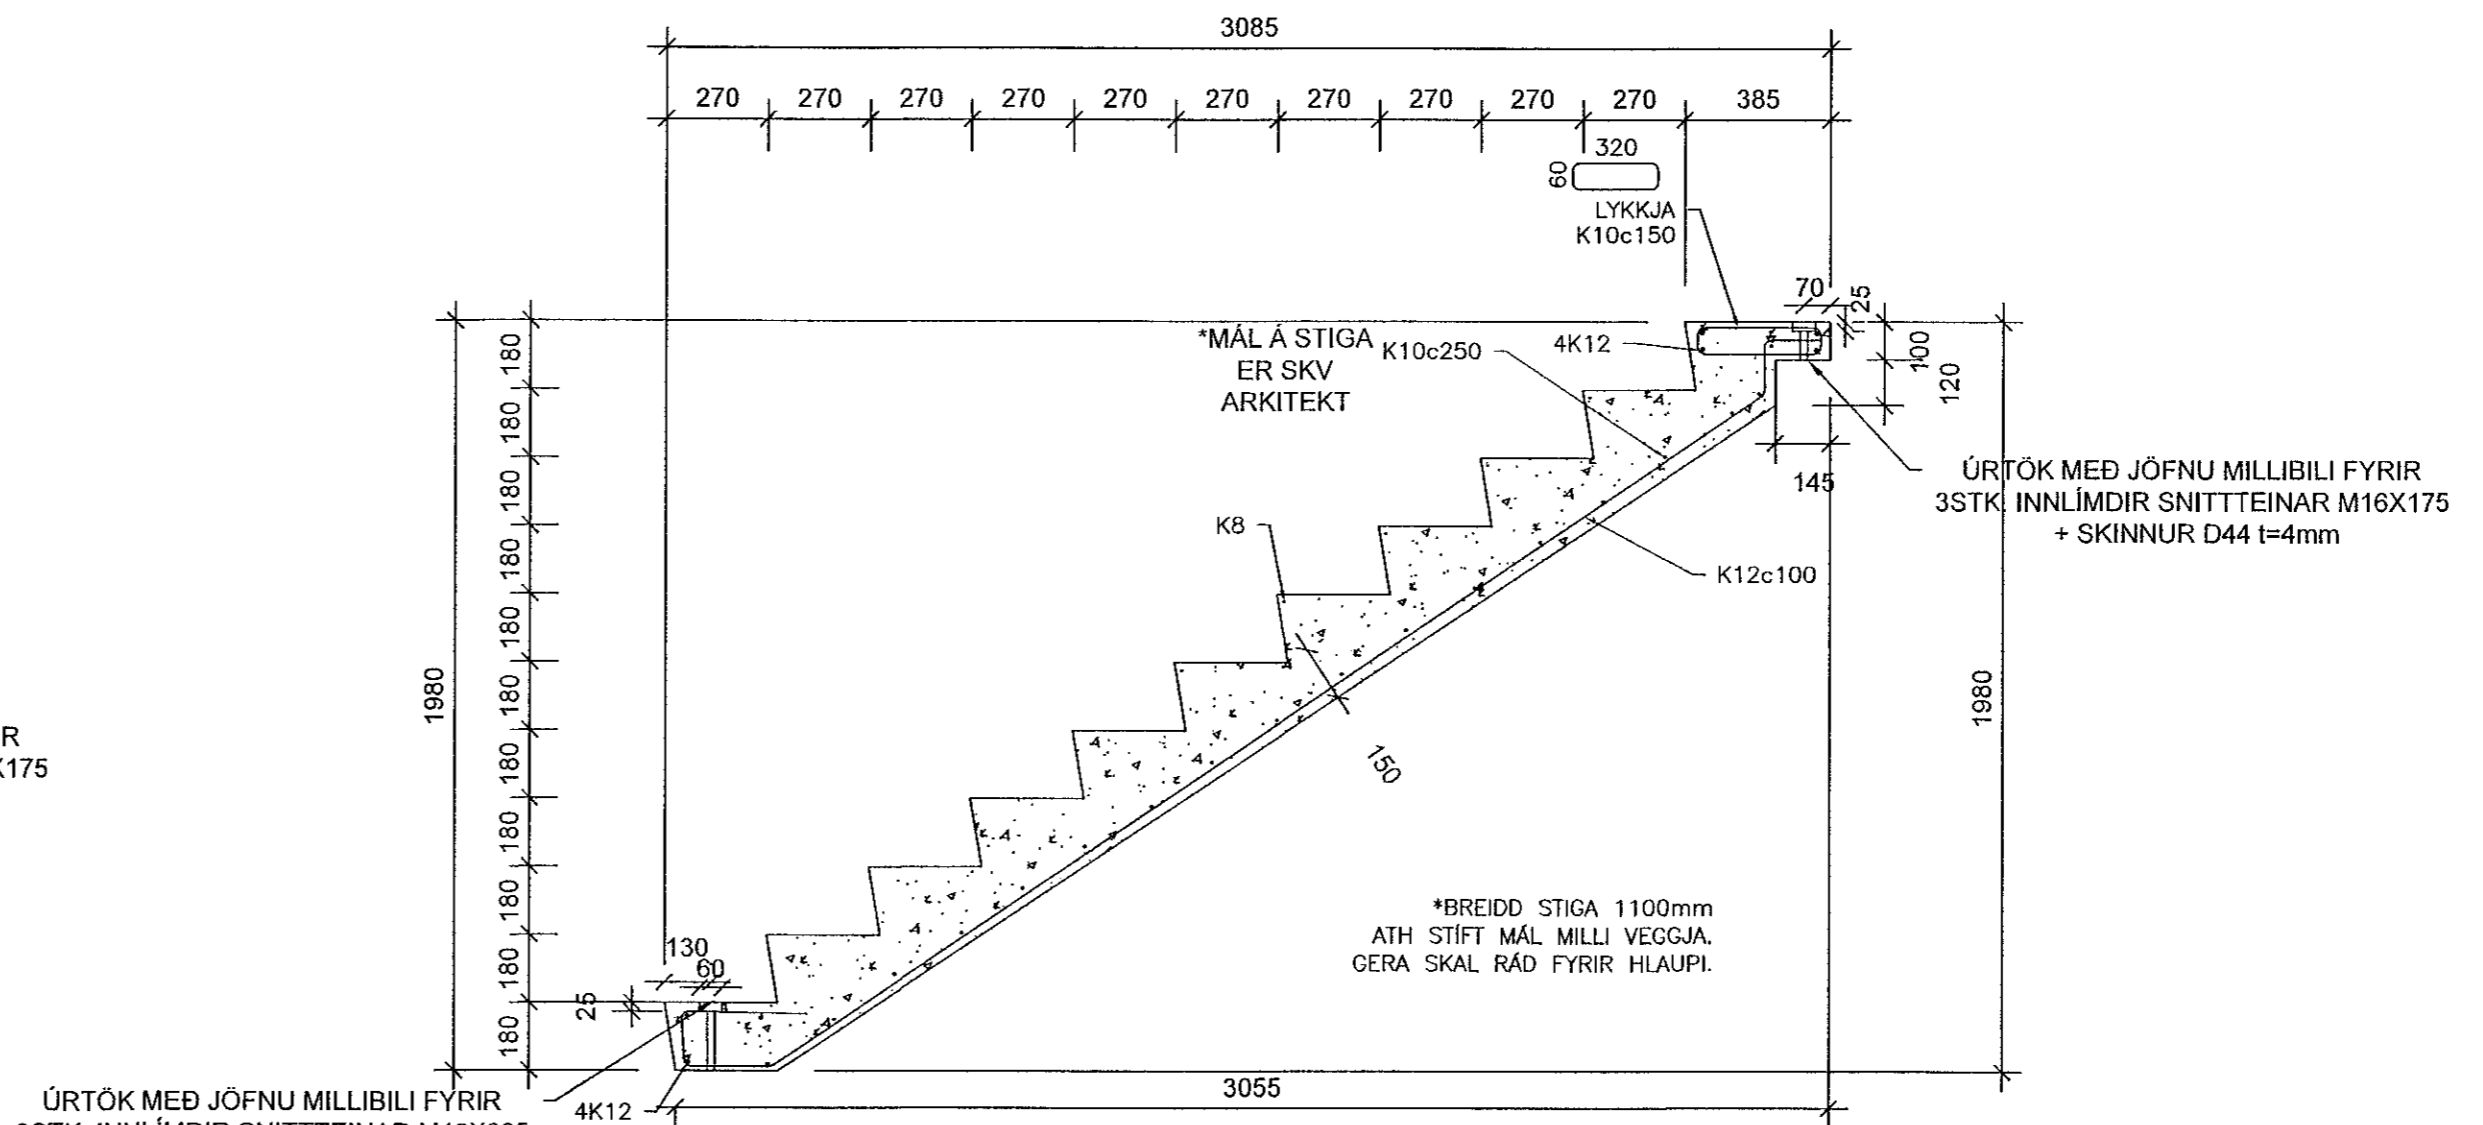 3085
270 270 270 270 270 270 270 270 270 270 385
320
60
LYKKJA
K10c150
70
25
*MÁL Á STIGA
ER SKV
ARKITEKT
K10c250
4K12
100
120
145
ÚRTÖK MEÐ JÖFNU MILLIBILI FYRIR
3STK. INNLÍMDIR SNITTTEINAR M16X175
+ SKINNUR D44 t=4mm
180
180
180
180
180
180
180
180
180
180
180
1980
1980
K8
K12c100
150
R
X175
*BREIDD STIGA 1100mm
ATH STÍFT MÁL MILLI VEGGJA.
GERA SKAL RÁÐ FYRIR HLAUPI.
130
60
25
3055
ÚRTÖK MEÐ JÖFNU MILLIBILI FYRIR
4K12
INNLÍMDIR SNITTTEINAR